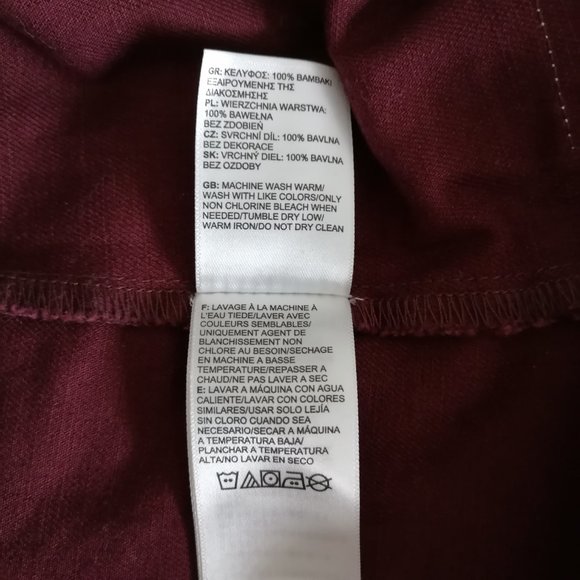 GR: ΚΕΛΥΦΟΣ: 100% ΒΑΜΒΑΚΙ
ΕΞΑΙΡΟΥΜΕΝΗΣ ΤΗΣ
ΔΙΑΚΟΣΜΗΣΗΣ
PL: WIERZCHNIA WARSTWA:
100% BAWEŁNA
BEZ ZDOBIEŃ
CZ: SVRCHNÍ DÍL: 100% BAVLNA
BEZ DEKORACE
SK: VRCHNÝ DIEL: 100% BAVLNA
BEZ OZDOBY
GB: MACHINE WASH WARM/
WASH WITH LIKE COLORS/ONLY
NON CHLORINE BLEACH WHEN
NEEDED/TUMBLE DRY LOW/
WARM IRON/DO NOT DRY CLEAN
F: LAVAGE À LA MACHINE À
L'EAU TIEDE/LAVER AVEC
COULEURS SEMBLABLES/
UNIQUEMENT AGENT DE
BLANCHISSEMENT NON
CHLORE AU BESOIN/SECHAGE
EN MACHINE A BASSE
TEMPERATURE/REPASSER A
CHAUD/NE PAS LAVER A SEC
E: LAVAR A MÁQUINA CON AGUA
CALIENTE/LAVAR CON COLORES
SIMILARES/USAR SOLO LEJÍA
SIN CLORO CUANDO SEA
NECESARIO/SECAR A MÁQUINA
A TEMPERATURA BAJA/
PLANCHAR A TEMPERATURA
ALTA/NO LAVAR EN SECO